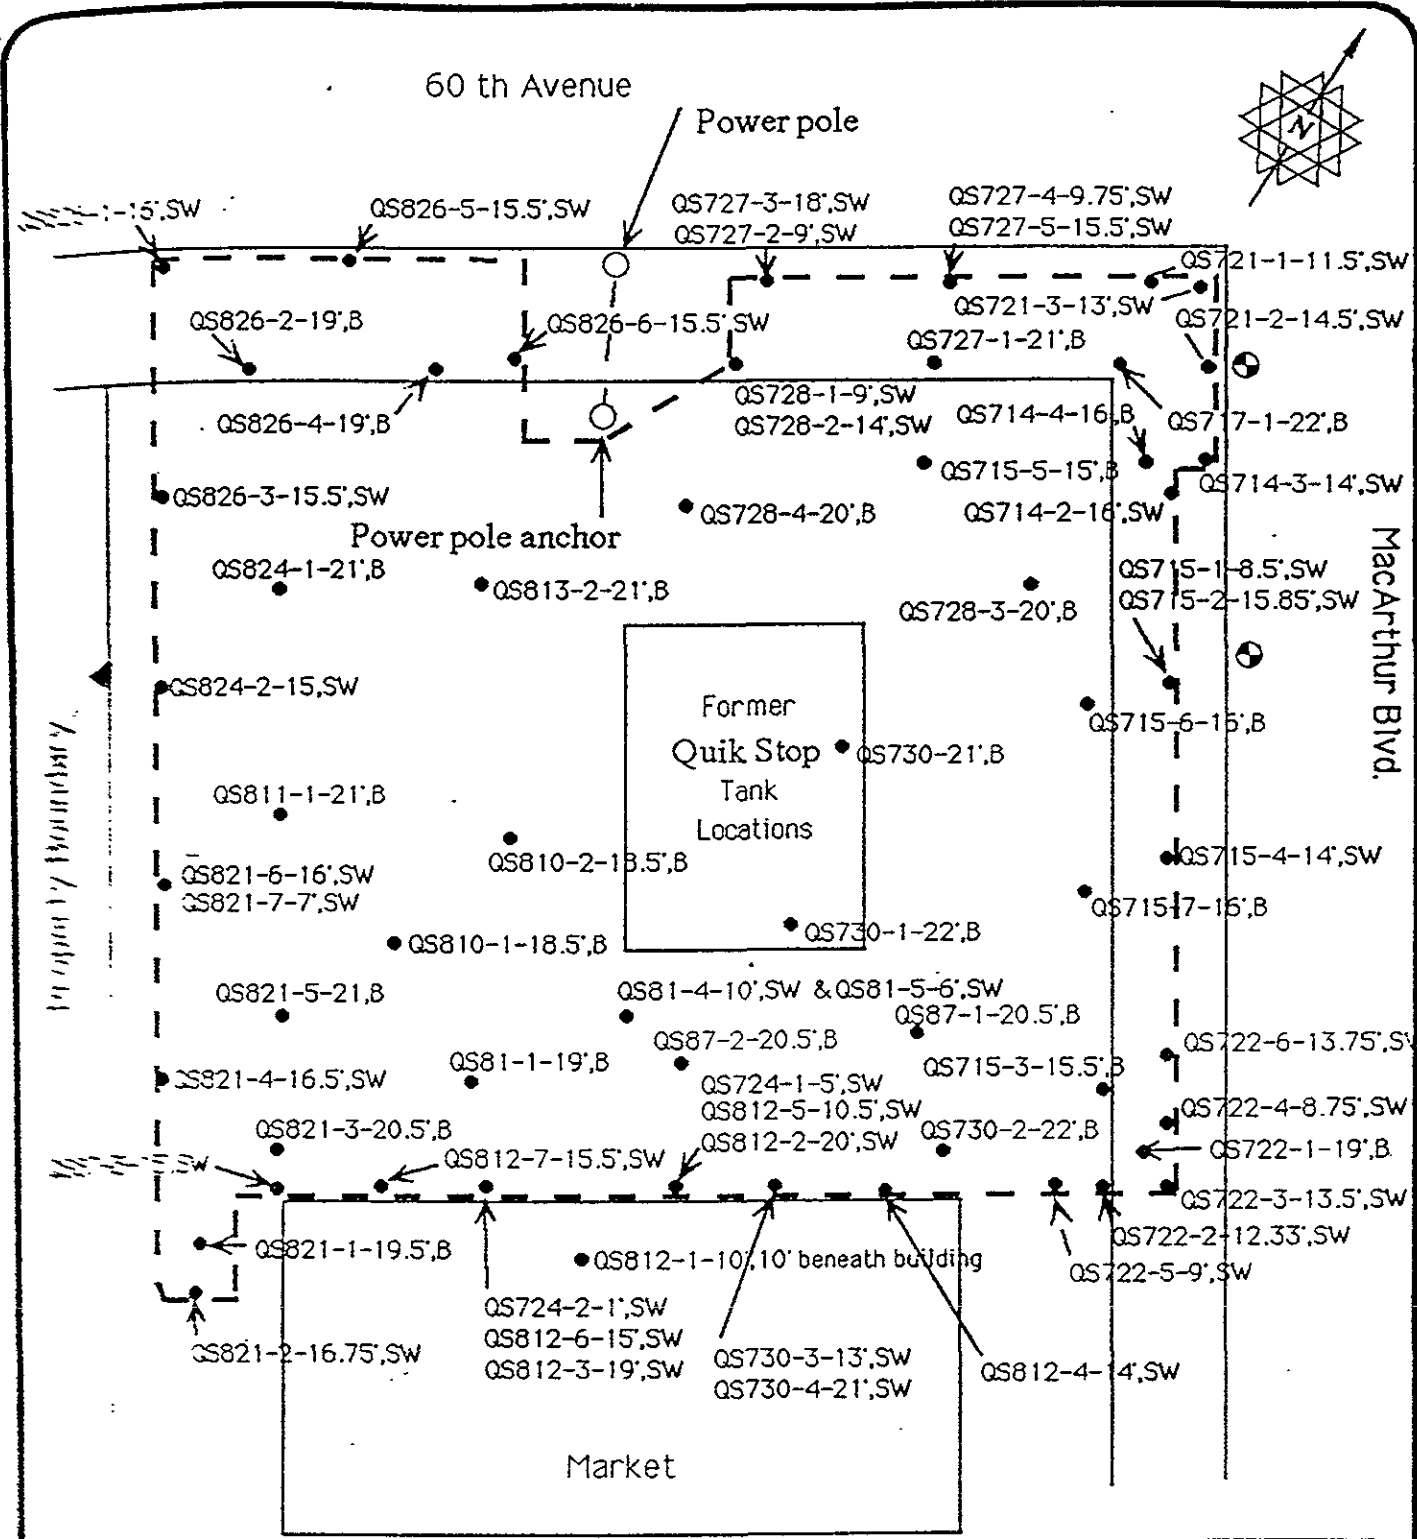 60 th Avenue
Power pole
N
-1-15',SW
QS826-5-15.5',SW
QS727-3-18',SW
QS727-2-9',SW
QS727-4-9.75',SW
QS727-5-15.5',SW
QS721-1-11.5',SW
QS721-3-13',SW
QS721-2-14.5',SW
QS826-2-19',B
QS826-6-15.5',SW
QS727-1-21',B
QS826-4-19',B
QS728-1-9',SW
QS728-2-14',SW
QS714-4-16',B
QS717-1-22',B
QS715-5-15',B
QS714-3-14',SW
QS826-3-15.5',SW
QS728-4-20',B
QS714-2-16',SW
Power pole anchor
MacArthur Blvd.
QS824-1-21',B
QS813-2-21',B
QS728-3-20',B
QS715-1-8.5',SW
QS715-2-15.85',SW
QS824-2-15,SW
Former
Quik Stop
Tank
Locations
QS730-21',B
QS715-6-15',B
QS811-1-21',B
QS810-2-18.5',B
QS715-4-14',SW
QS821-6-16',SW
QS821-7-7',SW
QS715-7-15',B
QS810-1-18.5',B
QS730-1-22',B
QS821-5-21,B
QS81-4-10',SW & QS81-5-6',SW
QS87-1-20.5',B
QS87-2-20.5',B
QS81-1-19',B
QS715-3-15.5',B
QS722-6-13.75',SW
QS821-4-16.5',SW
QS724-1-5',SW
QS812-5-10.5',SW
QS812-2-20',SW
QS722-4-8.75',SW
QS821-3-20.5',B
QS730-2-22',B
QS722-1-19',B
SW
QS812-7-15.5',SW
QS722-3-13.5',SW
QS722-2-12.33',SW
QS722-5-9',SW
QS821-1-19.5',B
QS812-1-10',10' beneath building
QS724-2-1',SW
QS812-6-15',SW
QS812-3-19',SW
QS821-2-16.75',SW
QS730-3-13',SW
QS730-4-21',SW
QS812-4-14',SW
Market